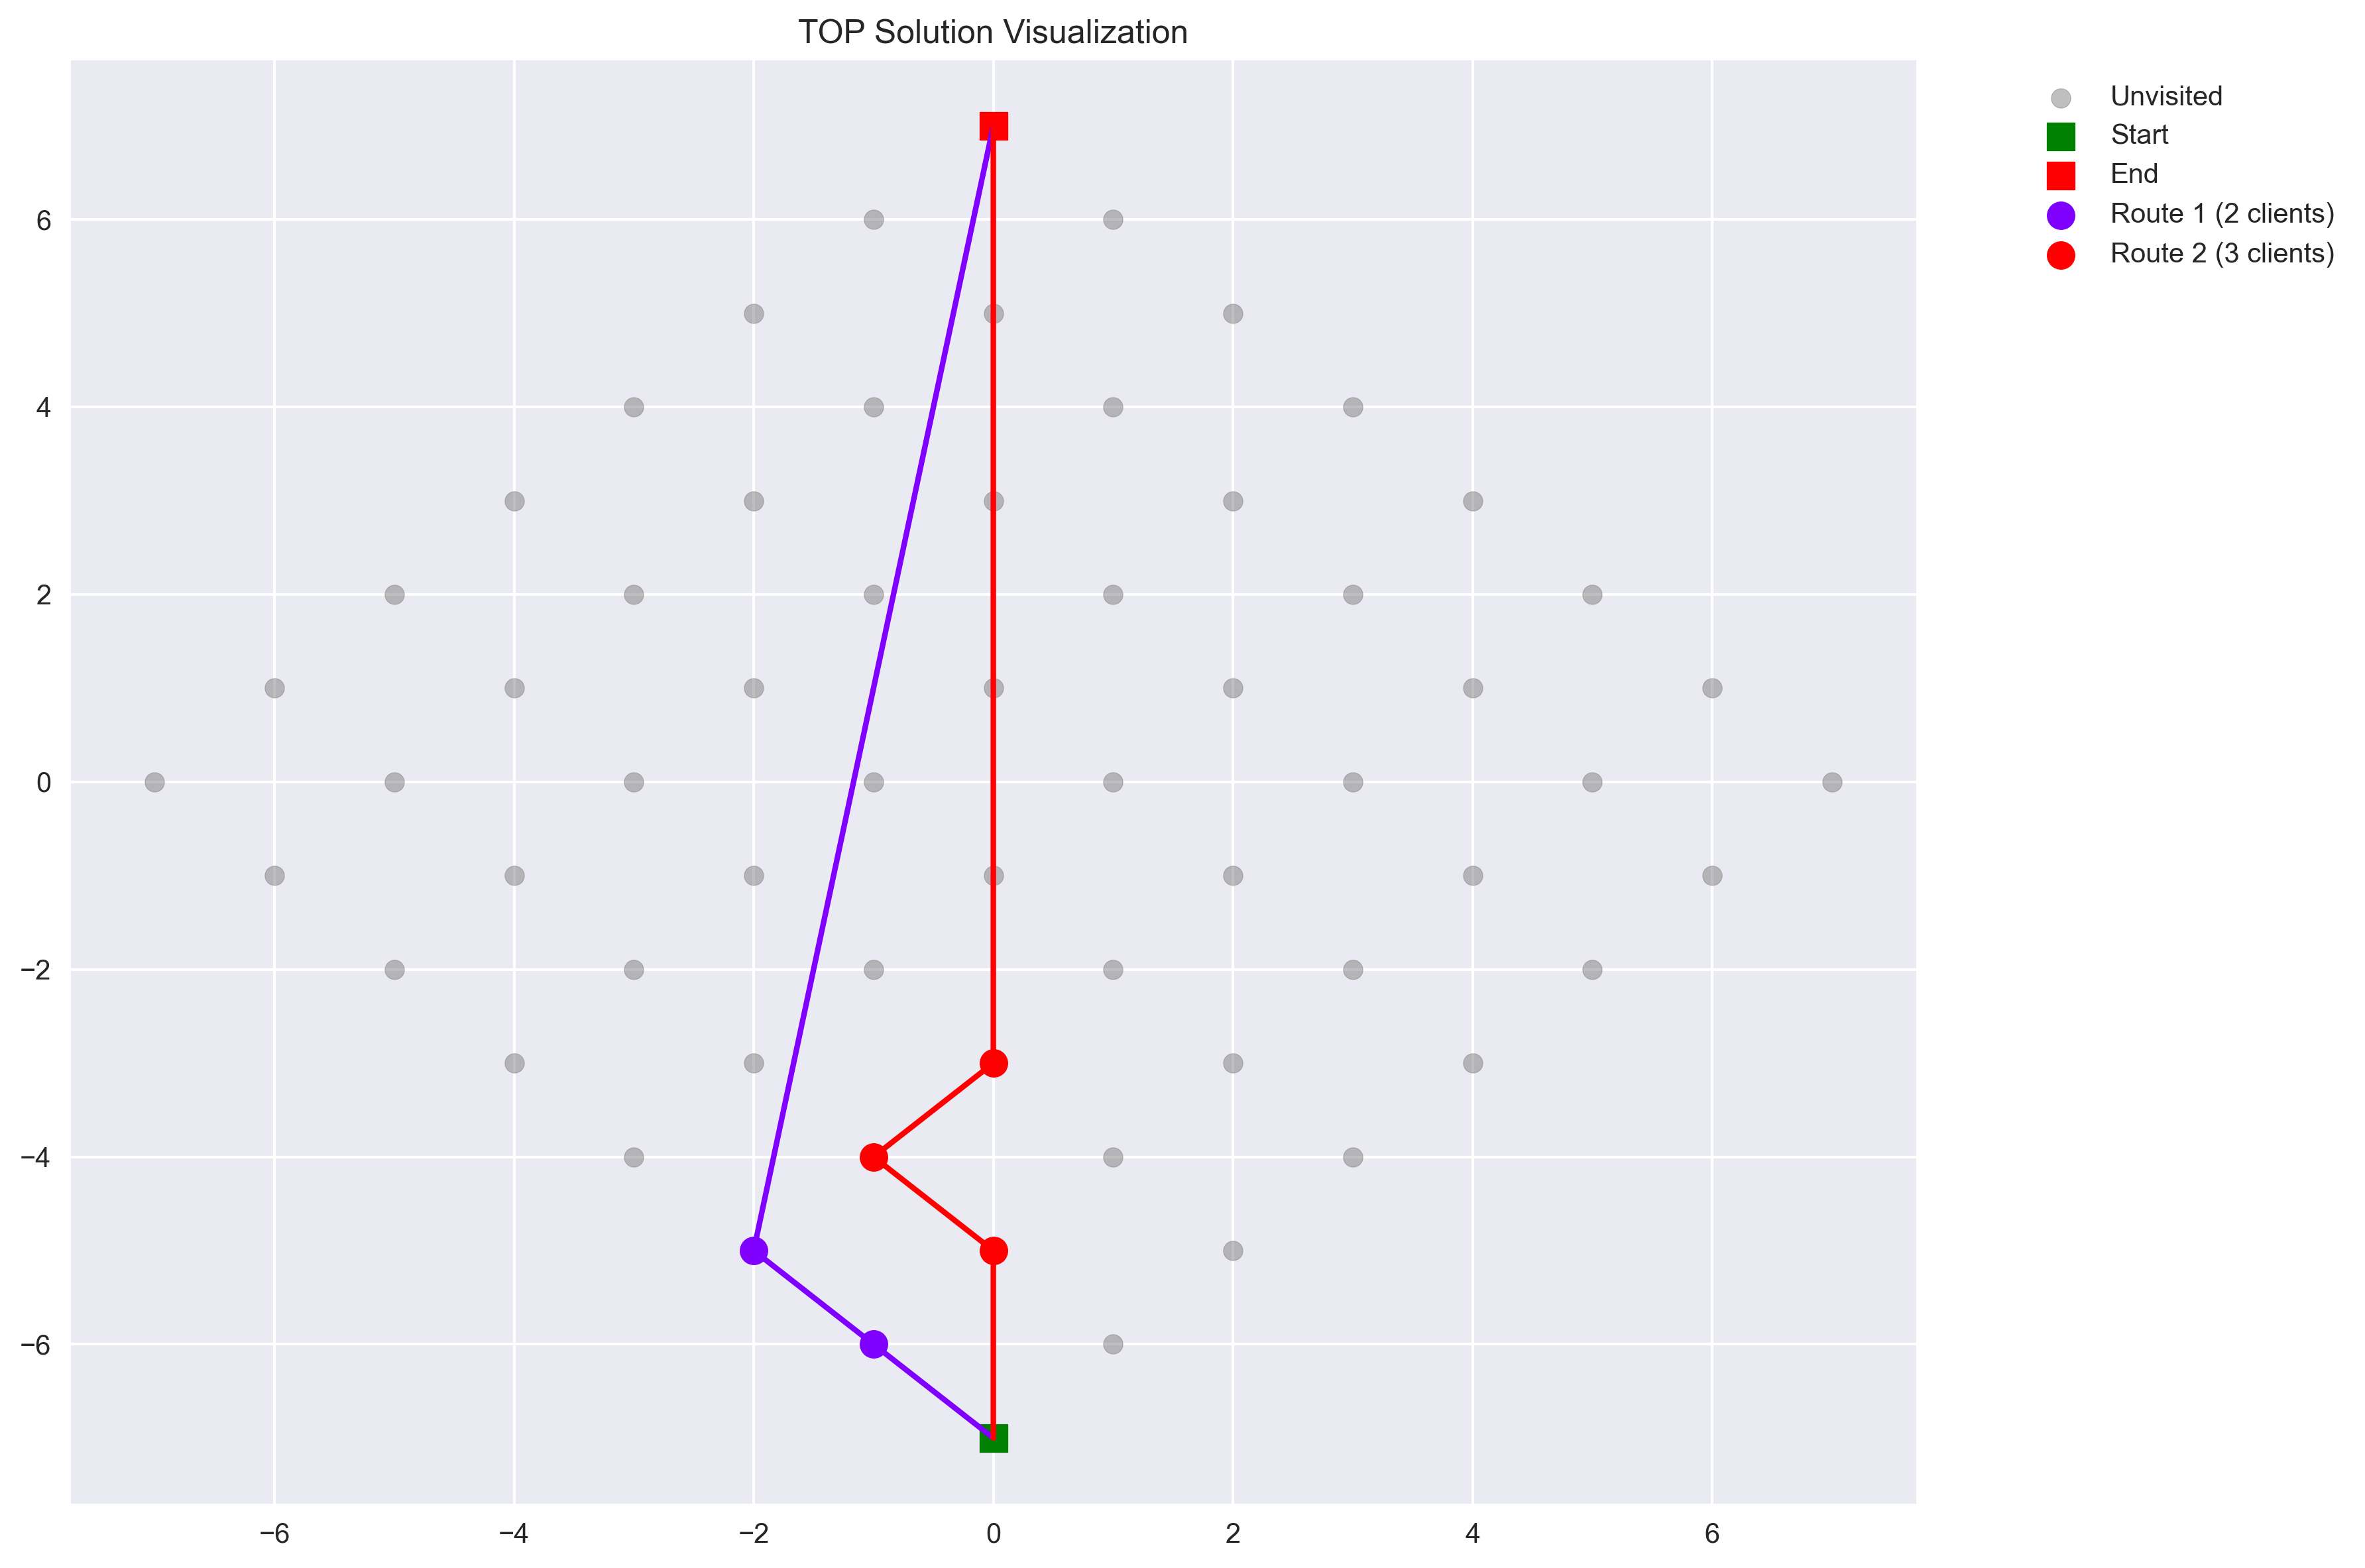 TOP Solution Visualization
Unvisited
Start
End
Route 1 (2 clients)
Route 2 (3 clients)
6
4
2
0
−2
−4
−6
−6 −4 −2 0 2 4 6